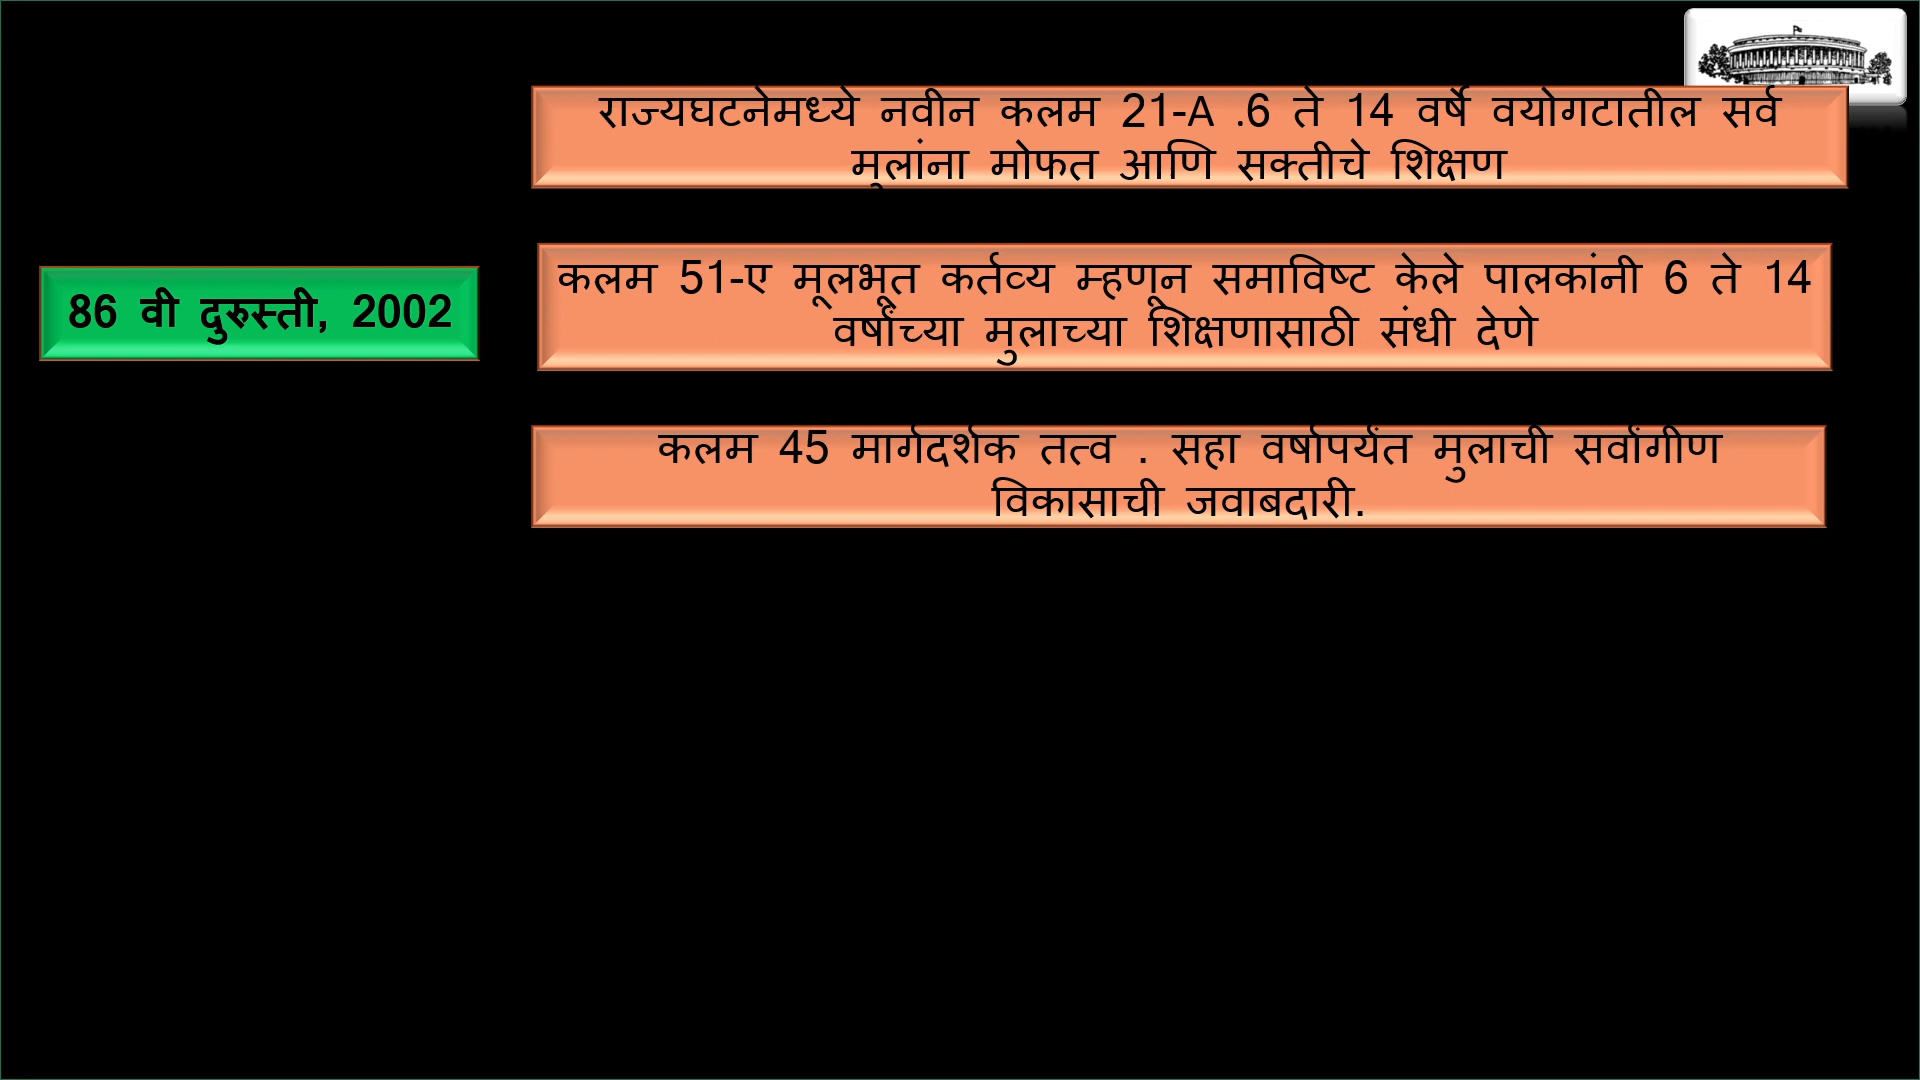 राज्यघटनेमध्ये नवीन कलम 21-A .6 ते 14 वर्षे वयोगटातील सर्व
मुलांना मोफत आणि सक्तीचे शिक्षण
86 वी दुरुस्ती, 2002
कलम 51-ए मूलभूत कर्तव्य म्हणून समाविष्ट केले पालकांनी 6 ते 14
वर्षांच्या मुलाच्या शिक्षणासाठी संधी देणे
कलम 45 मार्गदर्शक तत्व . सहा वर्षापर्यंत मुलाची सर्वांगीण
विकासाची जवाबदारी.